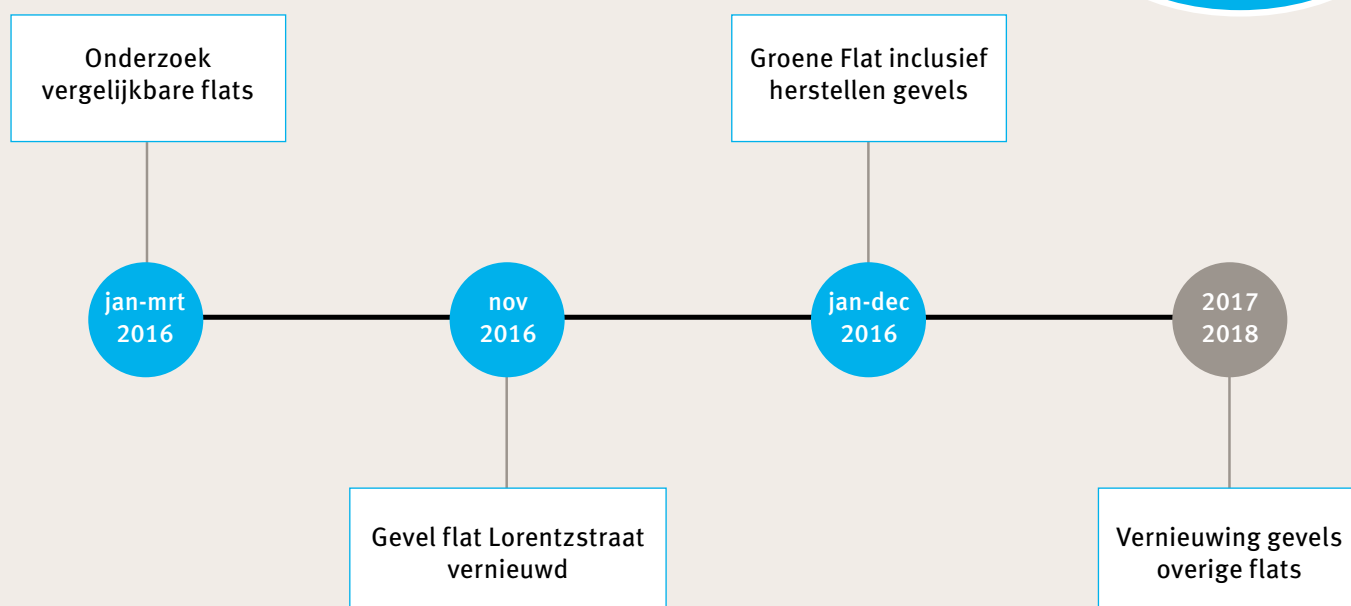 Onderzoek
vergelijkbare flats
Groene Flat inclusief
herstellen gevels
jan-mrt
2016
nov
2016
jan-dec
2016
2017
2018
Gevel flat Lorentzstraat
vernieuwd
Vernieuwing gevels
overige flats